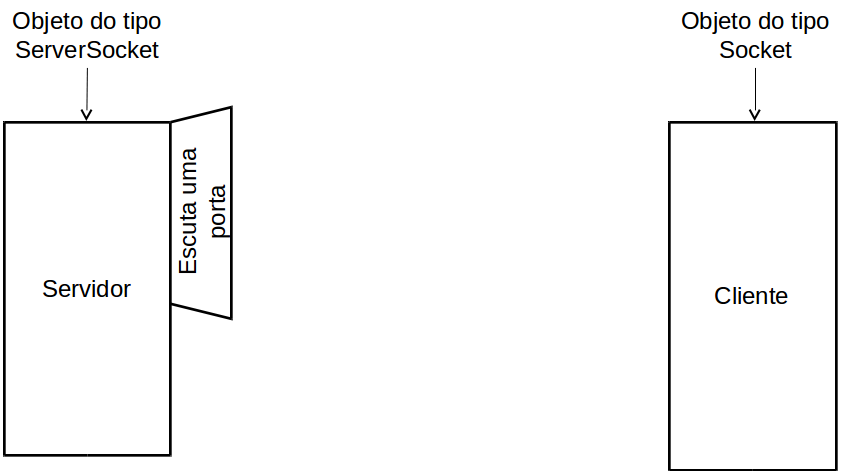 Objeto do tipo
ServerSocket
Objeto do tipo
Socket
Escuta uma
porta
Servidor
Cliente